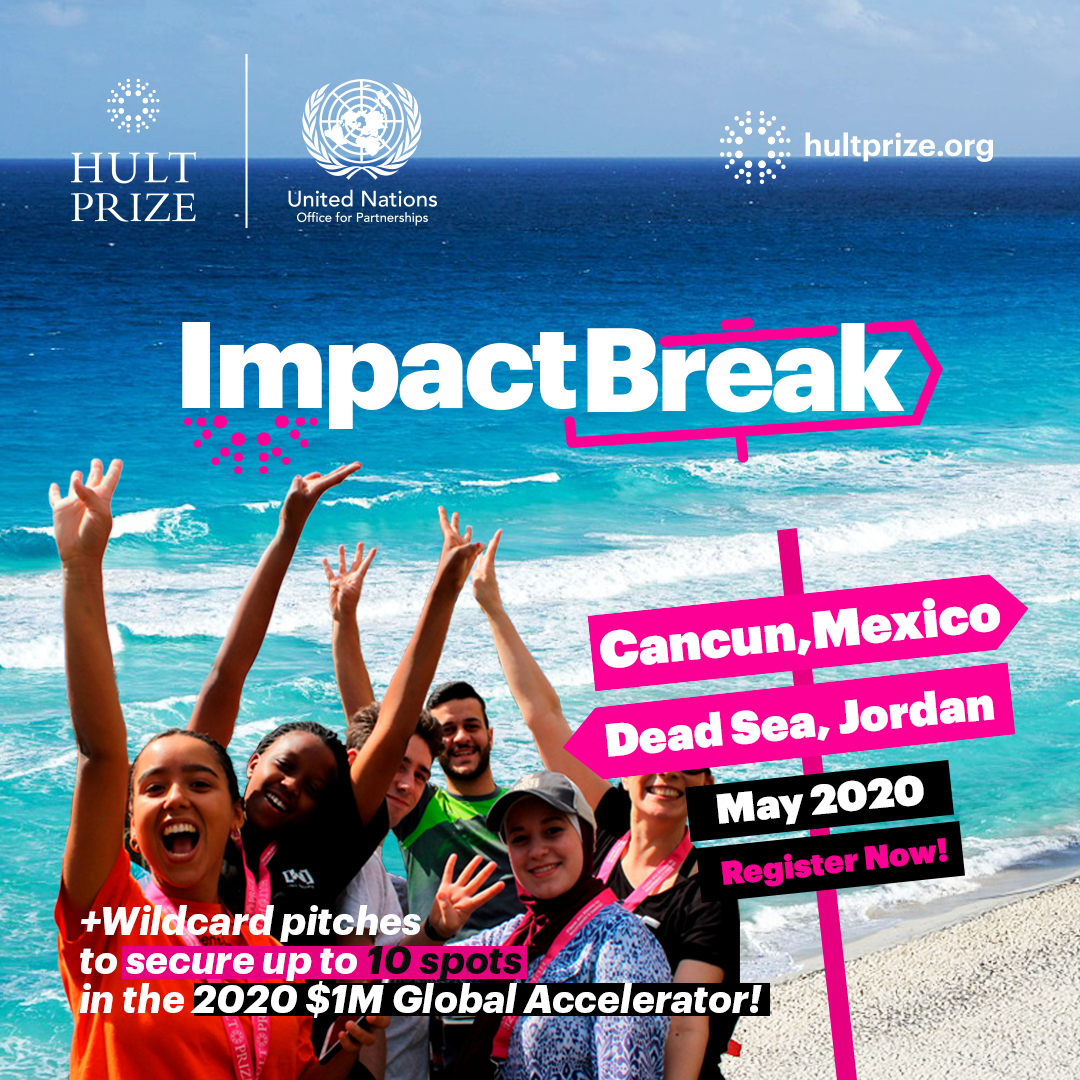 HULT
PRIZE
United Nations
Office for Partnerships
hultprize.org
ImpactBreak
Cancun, Mexico
Dead Sea, Jordan
May 2020
Register Now!
+Wildcard pitches
to secure up to 10 spots
in the 2020 $1M Global Accelerator!